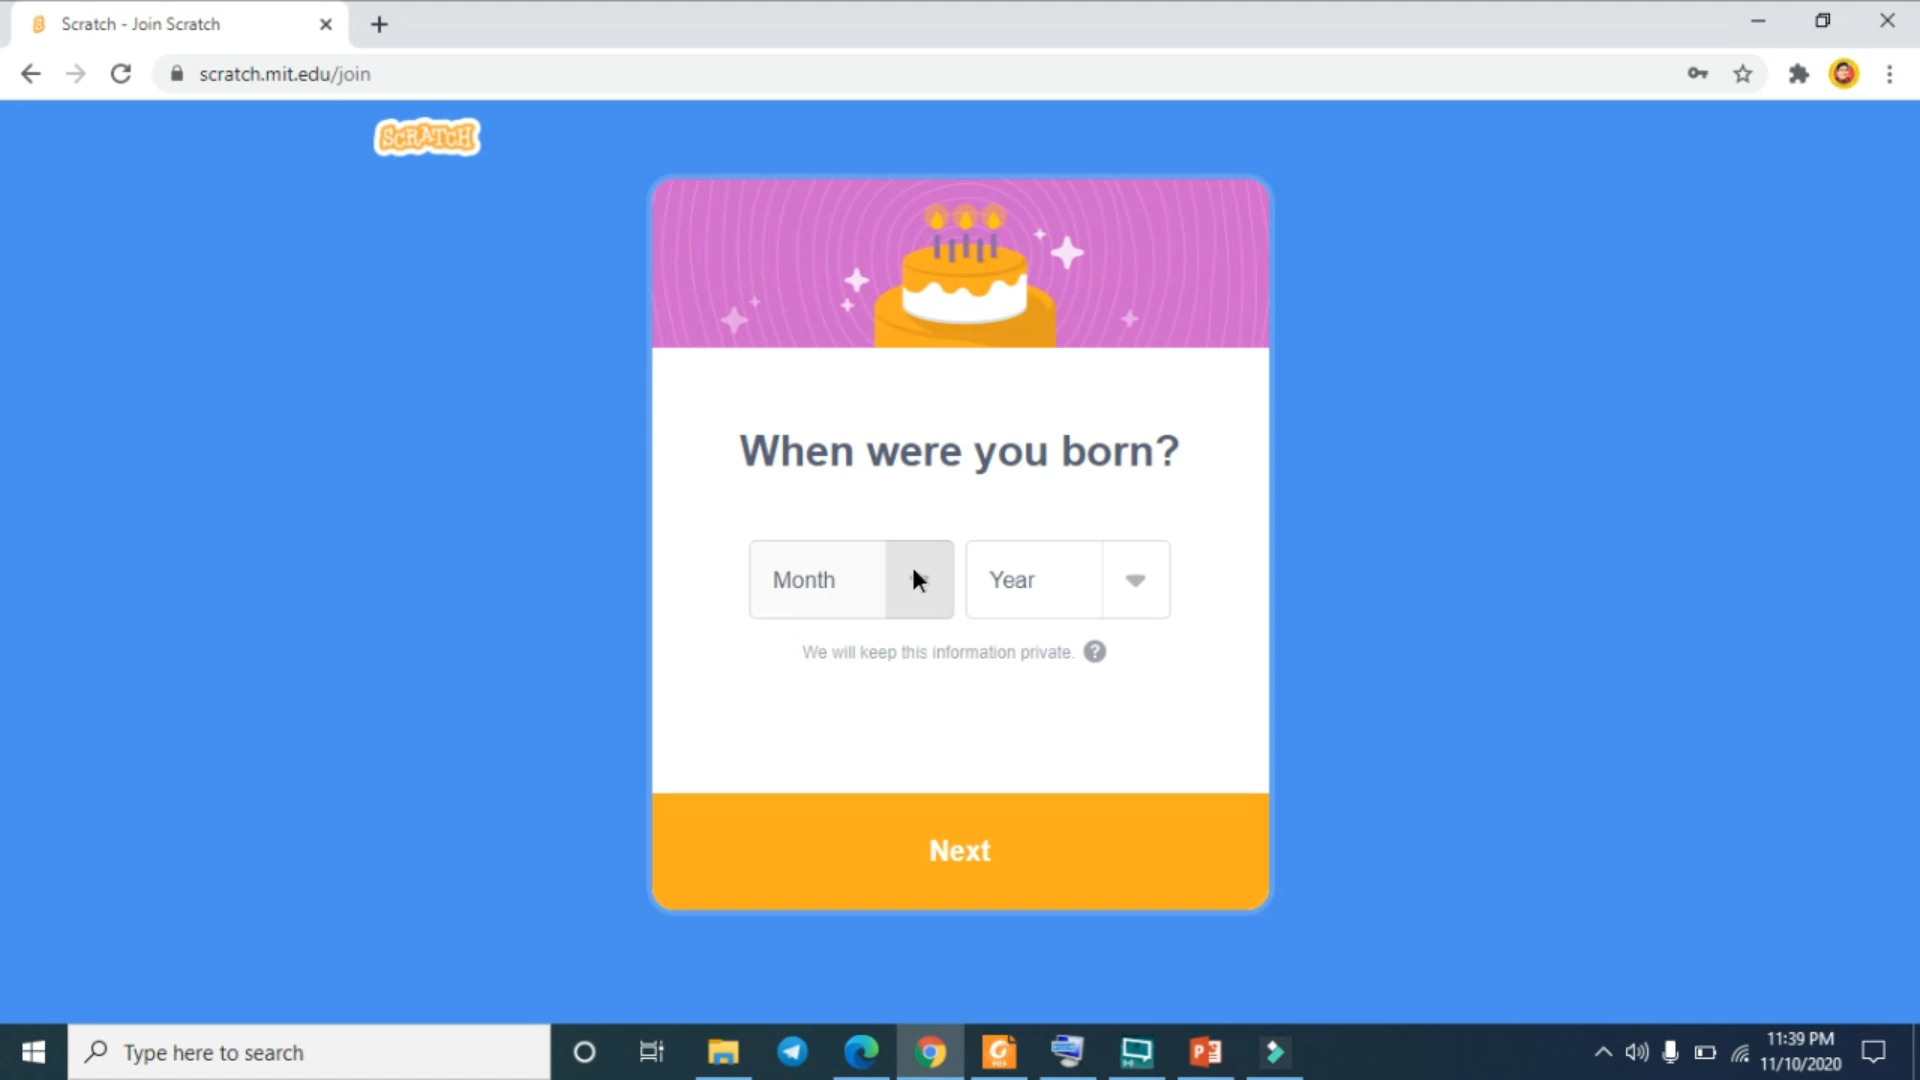 Scratch - Join Scratch
scratch.mit.edu/join
SCRATCH
When were you born?
Month
Year
We will keep this information private. ?
Next
Type here to search
11:39 PM
11/10/2020